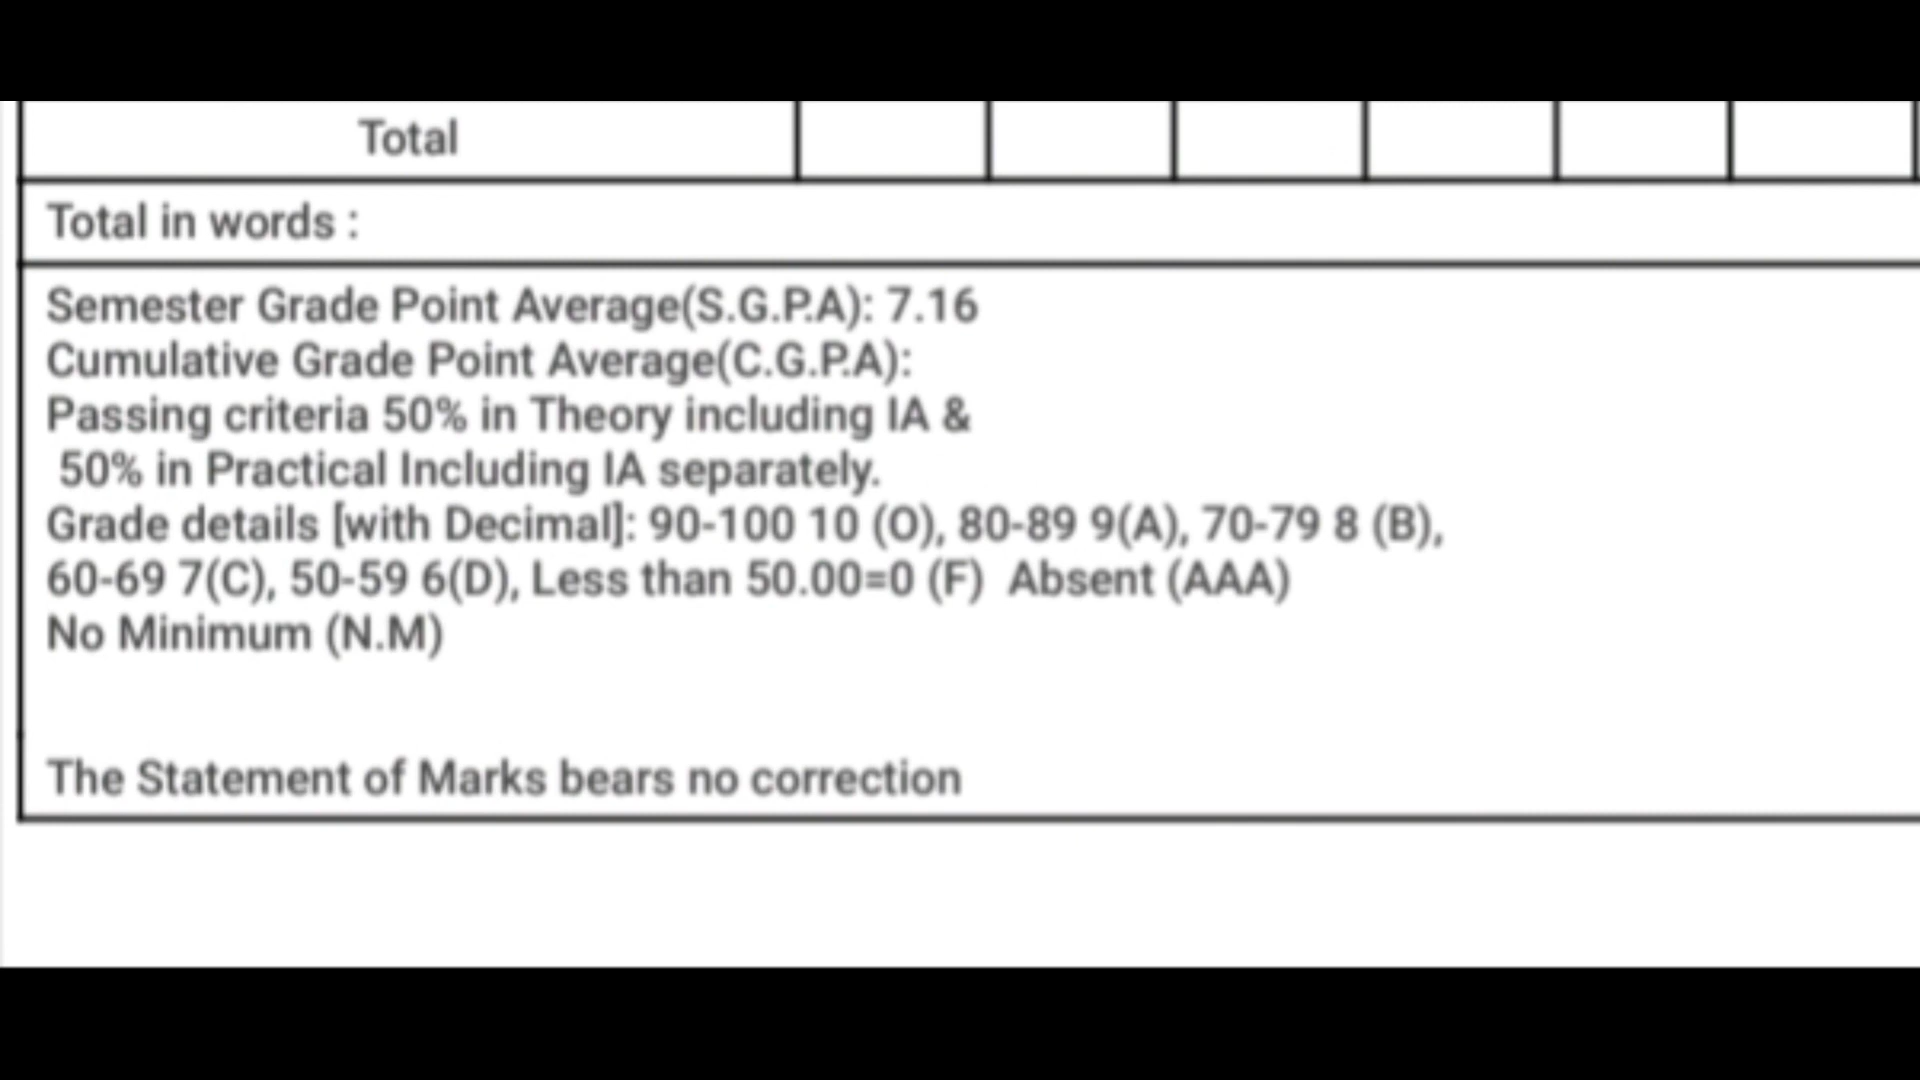 Total
Total in words :
Semester Grade Point Average(S.G.P.A): 7.16
Cumulative Grade Point Average(C.G.P.A):
Passing criteria 50% in Theory including IA &
50% in Practical Including IA separately.
Grade details [with Decimal]: 90-100 10 (O), 80-89 9(A), 70-79 8 (B),
60-69 7(C), 50-59 6(D), Less than 50.00=0 (F) Absent (AAA)
No Minimum (N.M)
The Statement of Marks bears no correction